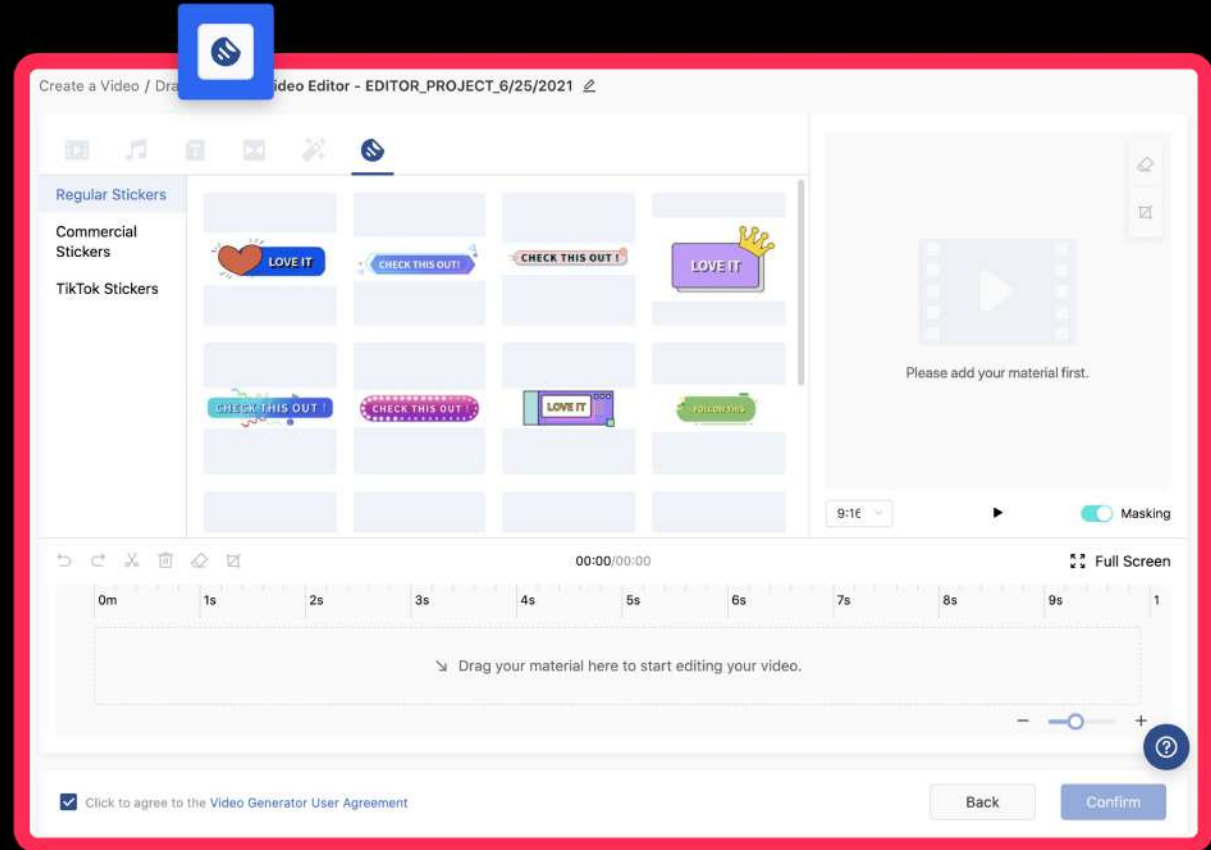 Create a Video / Dra
ideo Editor - EDITOR_PROJECT_6/25/2021
Regular Stickers
Commercial
Stickers
TikTok Stickers
LOVE IT
CHECK THIS OUT!
CHECK THIS OUT !
LOVE IT
CHECK THIS OUT !
CHECK THIS OUT !
LOVE IT
FOLLOW THIS
Please add your material first.
9:16
Masking
00:00/00:00
Full Screen
0m 1s 2s 3s 4s 5s 6s 7s 8s 9s 1
Drag your material here to start editing your video.
Click to agree to the Video Generator User Agreement
Back
Confirm